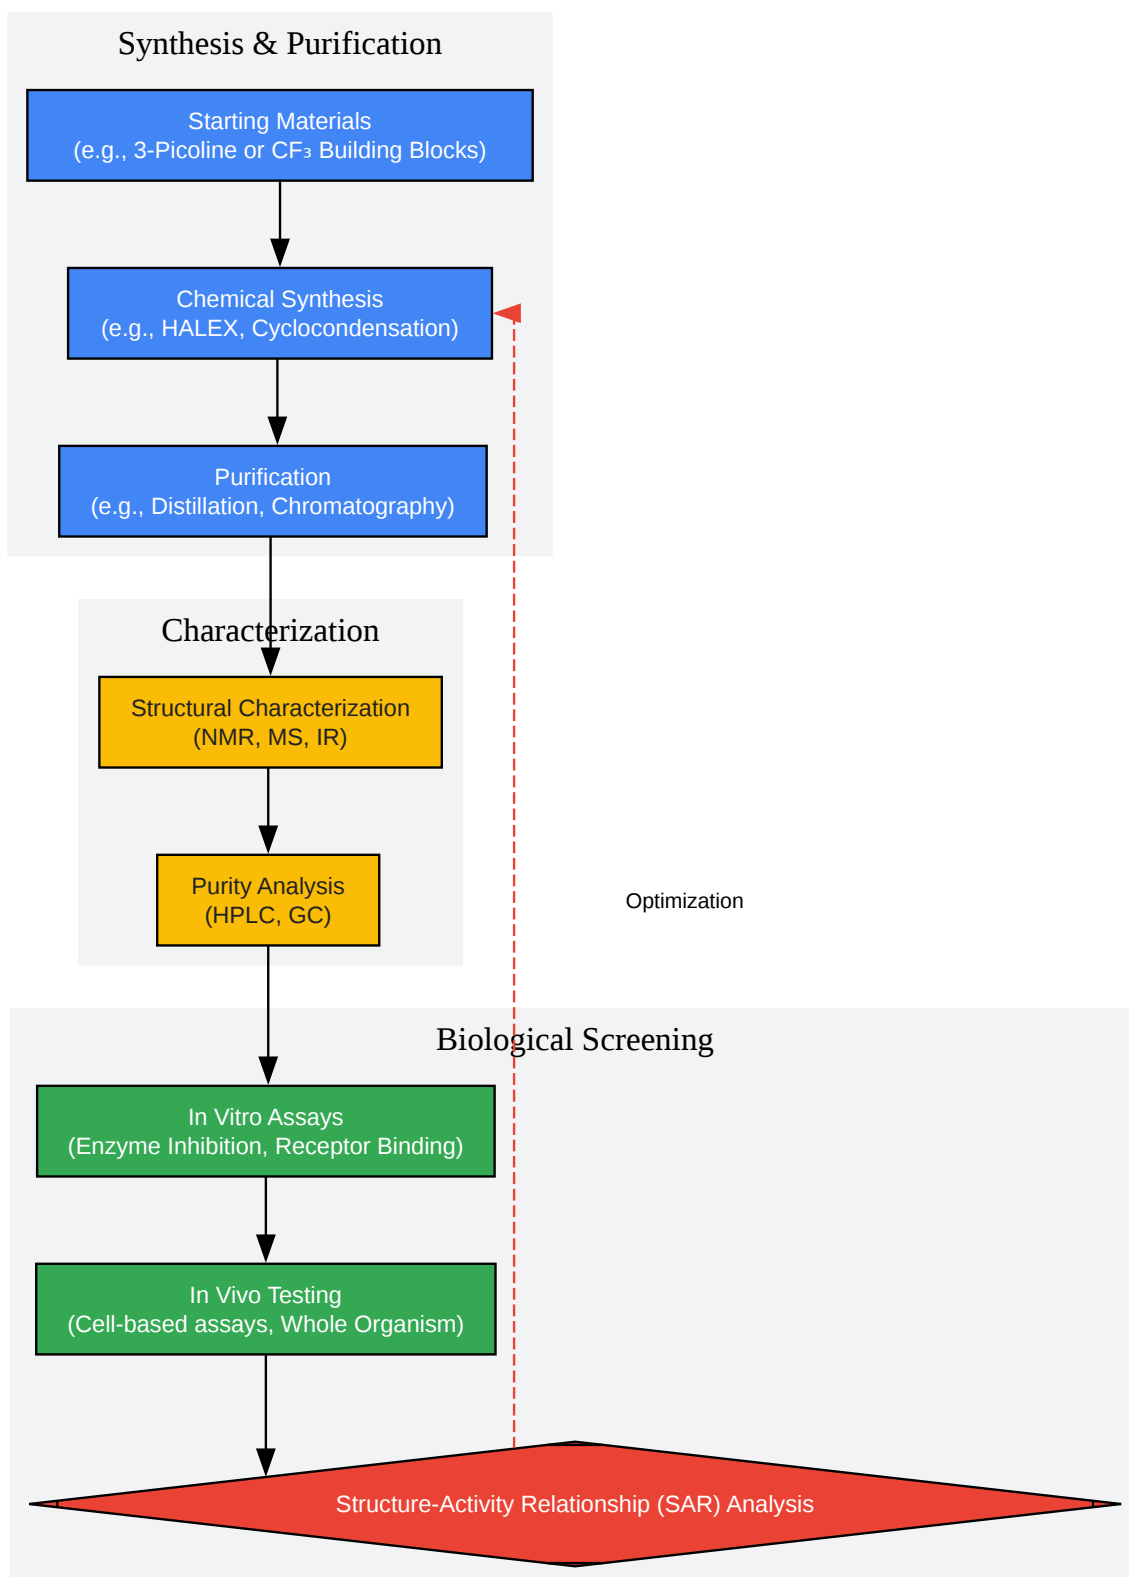 Synthesis & Purification
Starting Materials
(e.g., 3-Picoline or CF₃ Building Blocks)
Chemical Synthesis
(e.g., HALEX, Cyclocondensation)
Purification
(e.g., Distillation, Chromatography)
Characterization
Structural Characterization
(NMR, MS, IR)
Purity Analysis
(HPLC, GC)
Optimization
Biological Screening
In Vitro Assays
(Enzyme Inhibition, Receptor Binding)
In Vivo Testing
(Cell-based assays, Whole Organism)
Structure-Activity Relationship (SAR) Analysis